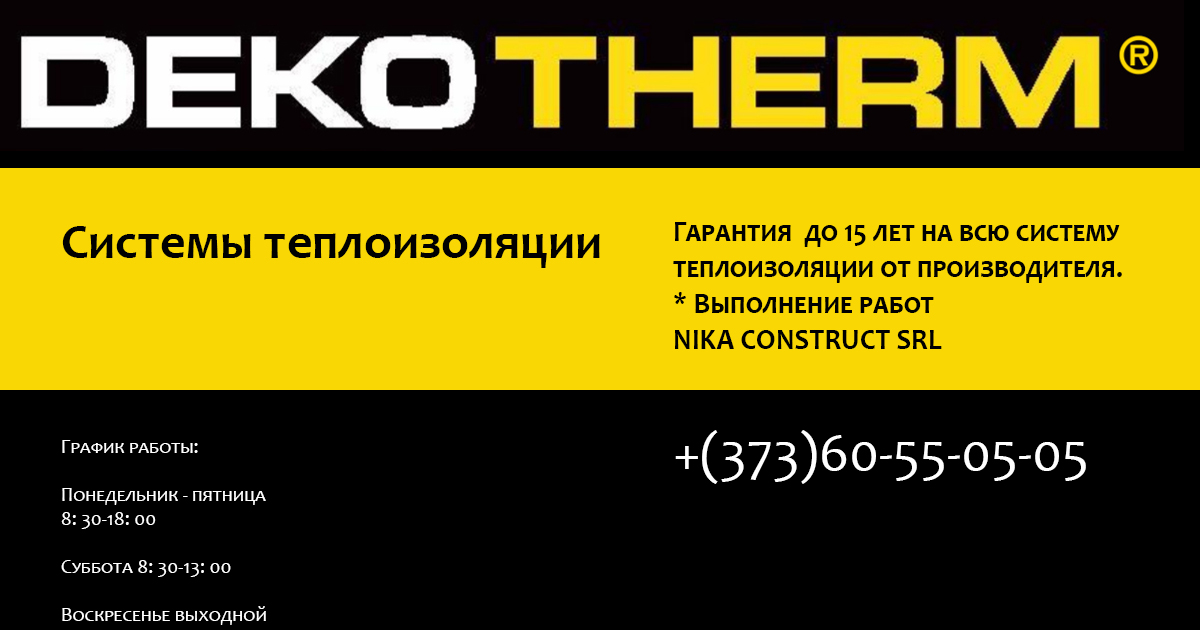 DEKOTHERM®
Системы теплоизоляции
Гарантия до 15 лет на всю систему
теплоизоляции от производителя.
* Выполнение работ
NIKA CONSTRUCT SRL
График работы:
Понедельник - пятница
8: 30-18: 00
Суббота 8: 30-13: 00
Воскресенье выходной
+(373)60-55-05-05